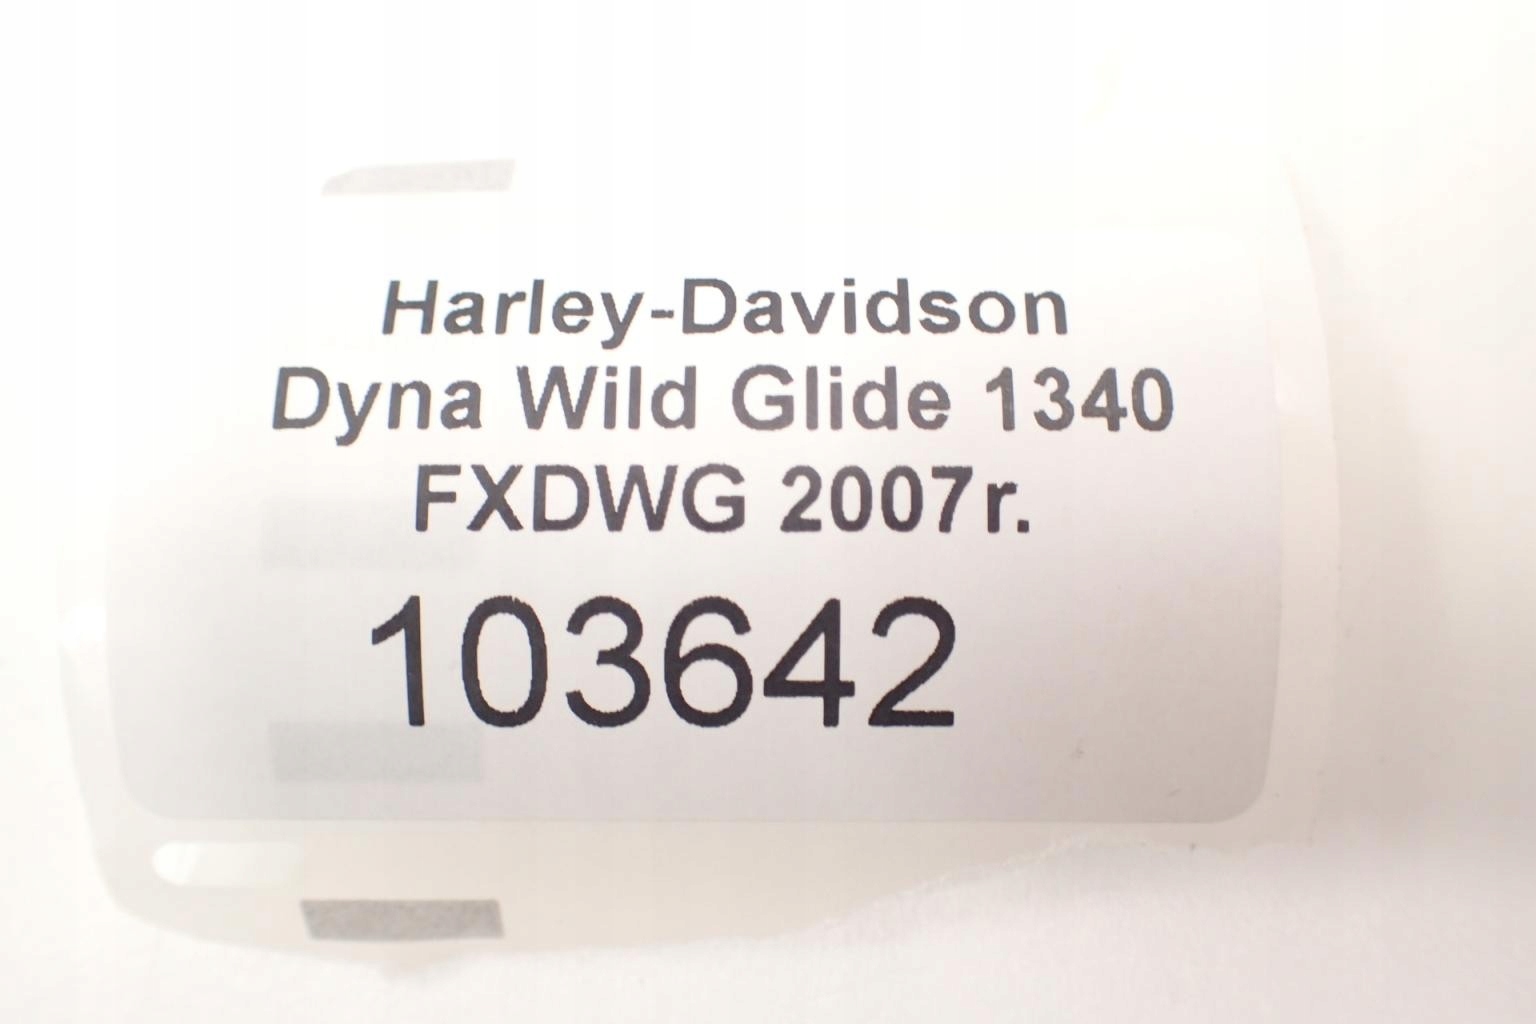 Harley-Davidson
Dyna Wild Glide 1340
FXDWG 2007r.
103642